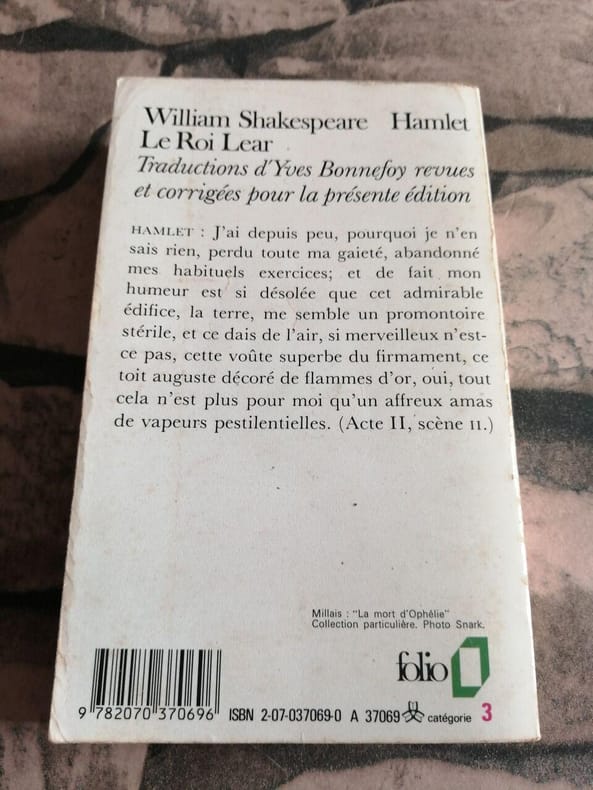 William Shakespeare Hamlet
Le Roi Lear
Traductions d'Yves Bonnefoy revues
et corrigées pour la présente édition
HAMLET : J'ai depuis peu, pourquoi je n'en
sais rien, perdu toute ma gaieté, abandonné
mes habituels exercices; et de fait mon
humeur est si désolée que cet admirable
édifice, la terre, me semble un promontoire
stérile, et ce dais de l'air, si merveilleux n'est-
ce pas, cette voûte superbe du firmament, ce
toit auguste décoré de flammes d'or, oui, tout
cela n'est plus pour moi qu'un affreux amas
de vapeurs pestilentielles. (Acte II, scène II.)
Millais : "La mort d'Ophélie"
Collection particulière. Photo Snark.
folio
9 782070 370696 ISBN 2-07-037069-0 A 37069 catégorie 3